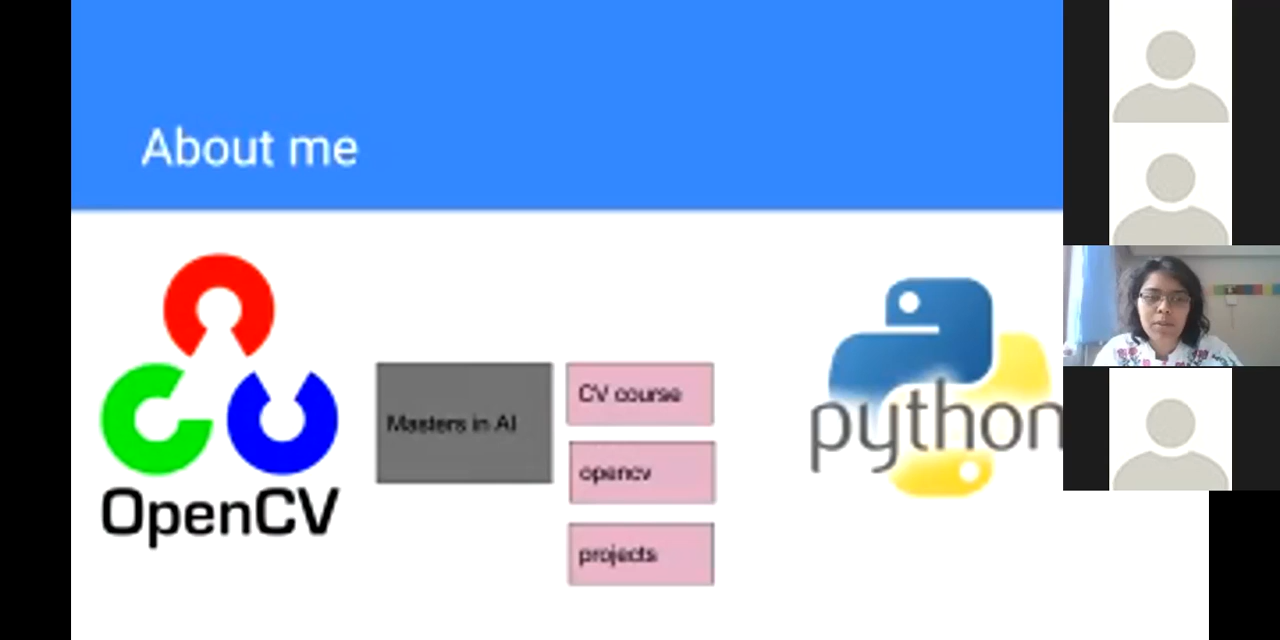 About me
OpenCV
Masters in AI
CV course
opencv
projects
python